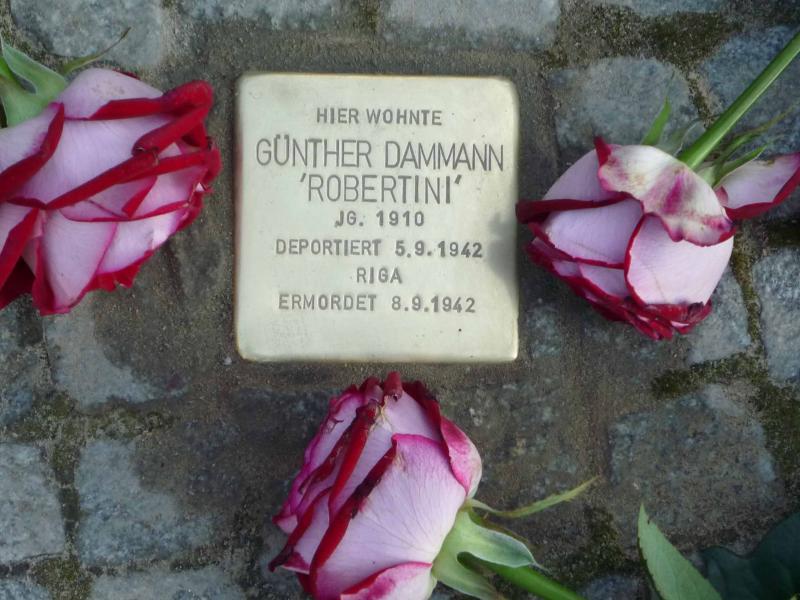 HIER WOHNTE
GÜNTHER DAMMANN
'ROBERTINI'
JG. 1910
DEPORTIERT 5.9.1942
RIGA
ERMORDET 8.9.1942